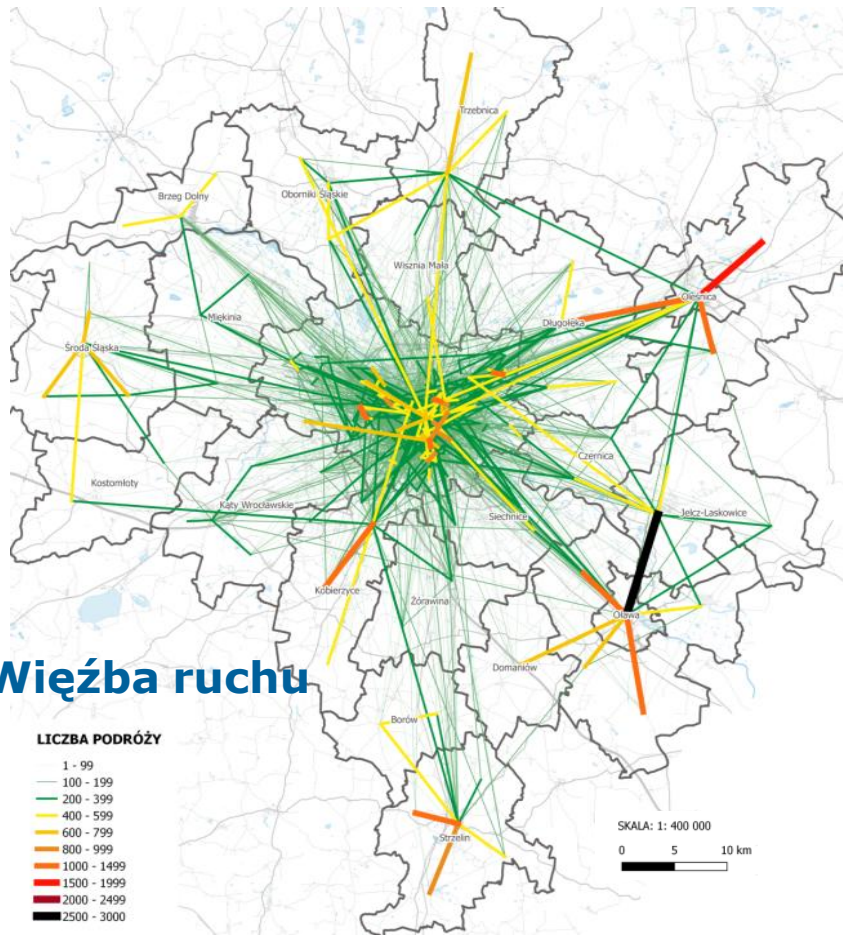 Trzebnica
Brzeg Dolny
Oborniki Śląskie
Wisznia Mała
Oleśnica
Miękinia
Długołęka
Środa Śląska
Czernica
Kostomłoty
Kąty Wrocławskie
Siechnice
Jelcz-Laskowice
Kobierzyce
Żórawina
Oława
Domaniów
Więźba ruchu
Borów
LICZBA PODRÓŻY
1 - 99
100 - 199
200 - 399
400 - 599
600 - 799
800 - 999
1000 - 1499
1500 - 1999
2000 - 2499
2500 - 3000
Strzelin
SKALA: 1: 400 000
0 5 10 km